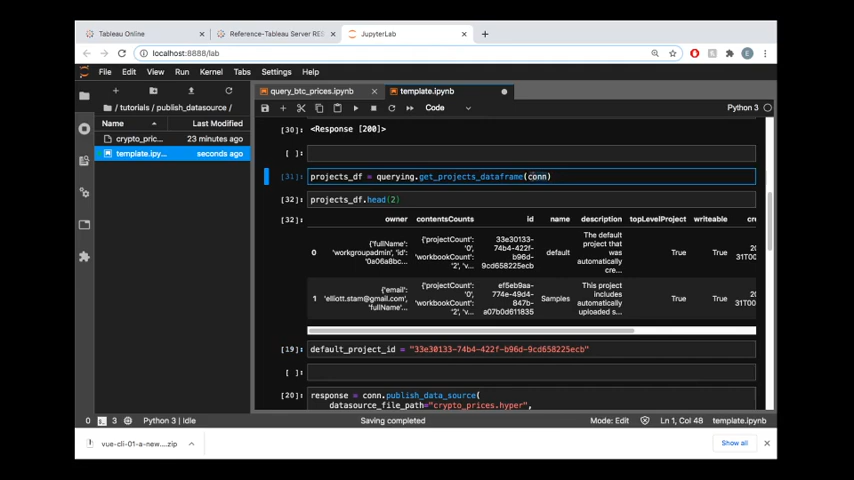 Tableau Online
Reference-Tableau Server RES
JupyterLab
localhost:8888/lab
E
File Edit View Run Kernel Tabs Settings Help
query_btc_prices.ipynb
template.ipynb
/ tutorials / publish_datasource /
Code
Python 3
Name Last Modified
crypto_pric... 23 minutes ago
template.ipy... seconds ago
[30]: <Response [200]>
[ ]:
[31]: projects_df = querying.get_projects_dataframe(conn)
[32]: projects_df.head(2)
[32]: owner contentsCounts id name description topLevelProject writeable cre
0 {'fullName': 'workgroupadmin', 'id': '0a06a8bc... {'projectCount': '0', 'workbookCount': '2', 'v... 33e30133-74b4-422f-b96d-9cd658225ecb default The default project that was automatically cre... True True 20 31T00
1 {'email': 'elliott.stam@gmail.com', 'fullName'... {'projectCount': '0', 'workbookCount': '2', 'v... ef5eb9aa-774e-49d4-847b-a07b0d611835 Samples This project includes automatically uploaded s... True True 20 31T00
[19]: default_project_id = "33e30133-74b4-422f-b96d-9cd658225ecb"
[ ]:
[20]: response = conn.publish_data_source(
datasource_file_path="crypto_prices.hyper",
0 3 Python 3 | Idle Saving completed Mode: Edit Ln 1, Col 48 template.ipynb
vue-cli-01-a-new....zip
Show all